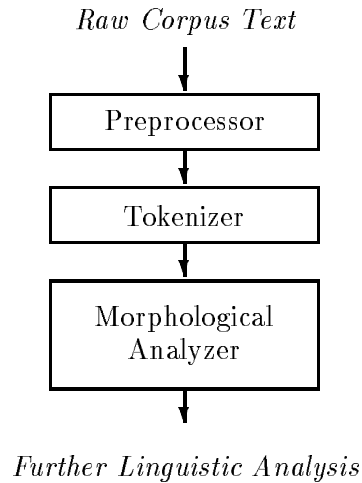 Raw Corpus Text
Preprocessor
Tokenizer
Morphological
Analyzer
Further Linguistic Analysis